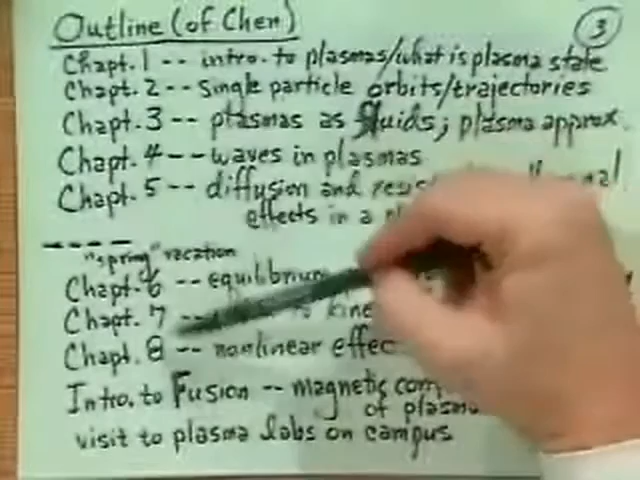 Outline (of Chen)
3
Chapt. 1 -- intro. to plasmas/what is plasma state
Chapt. 2 -- single particle orbits/trajectories
Chapt. 3 -- plasmas as fluids; plasma approx.
Chapt. 4 -- waves in plasmas
Chapt. 5 -- diffusion and
effects in a
"spring" vacation
Chapt. 6 -- equilibrium
Chapt. 7 -- to
Chapt. 8 -- nonlinear
Intro. to Fusion -- magnetic
of
visit to plasma labs on campus